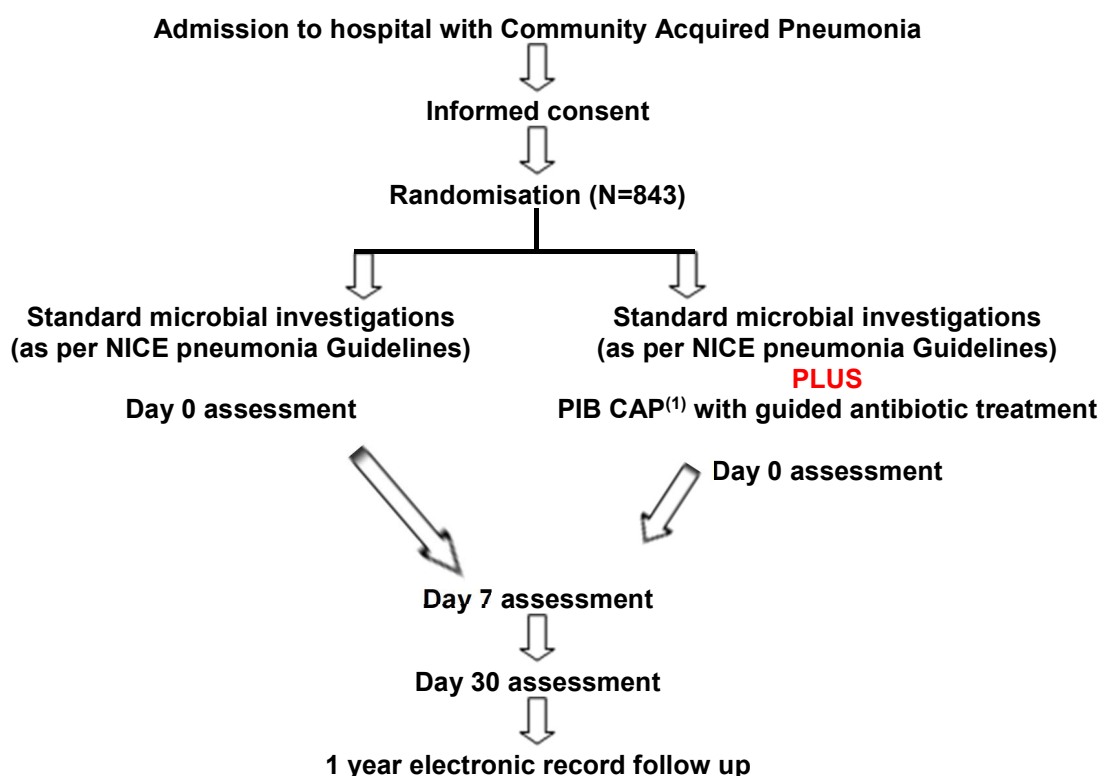 Admission to hospital with Community Acquired Pneumonia
Informed consent
Randomisation (N=843)
Standard microbial investigations
(as per NICE pneumonia Guidelines)
Day 0 assessment
Standard microbial investigations
(as per NICE pneumonia Guidelines)
PLUS
PIB CAP(1) with guided antibiotic treatment
Day 0 assessment
Day 7 assessment
Day 30 assessment
1 year electronic record follow up